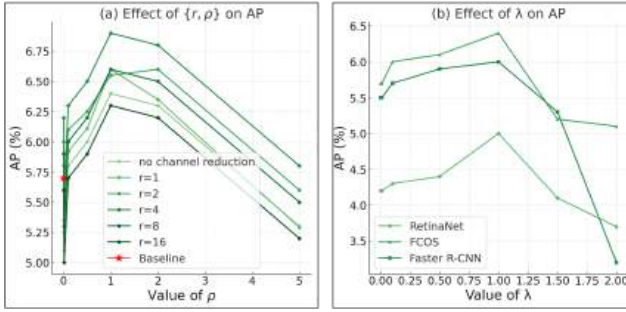 (a) Effect of {r, ρ} on AP
AP (%)
6.75
6.50
6.25
6.00
5.75
5.50
5.25
5.00
no channel reduction
r=1
r=2
r=4
r=8
r=16
Baseline
0 1 2 3 4 5
Value of ρ
(b) Effect of λ on AP
AP (%)
6.5
6.0
5.5
5.0
4.5
4.0
3.5
RetinaNet
FCOS
Faster R-CNN
0.00 0.25 0.50 0.75 1.00 1.25 1.50 1.75 2.00
Value of λ